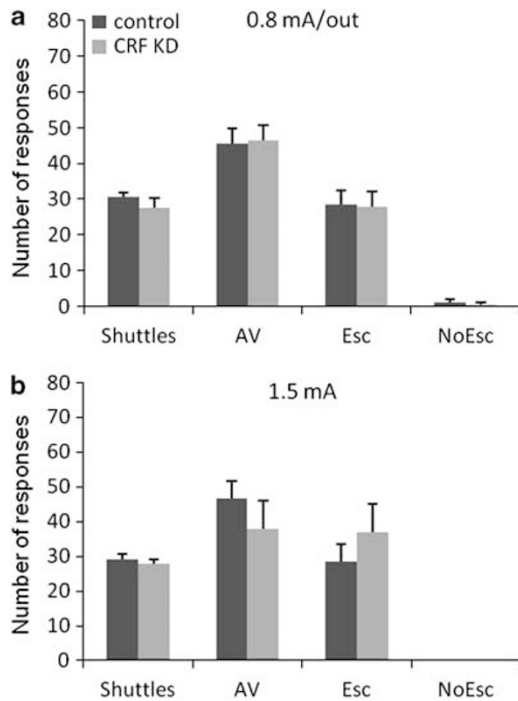 a
0.8 mA/out
control
CRF KD
Number of responses
80
70
60
50
40
30
20
10
0
Shuttles AV Esc NoEsc
b
1.5 mA
Number of responses
80
70
60
50
40
30
20
10
0
Shuttles AV Esc NoEsc